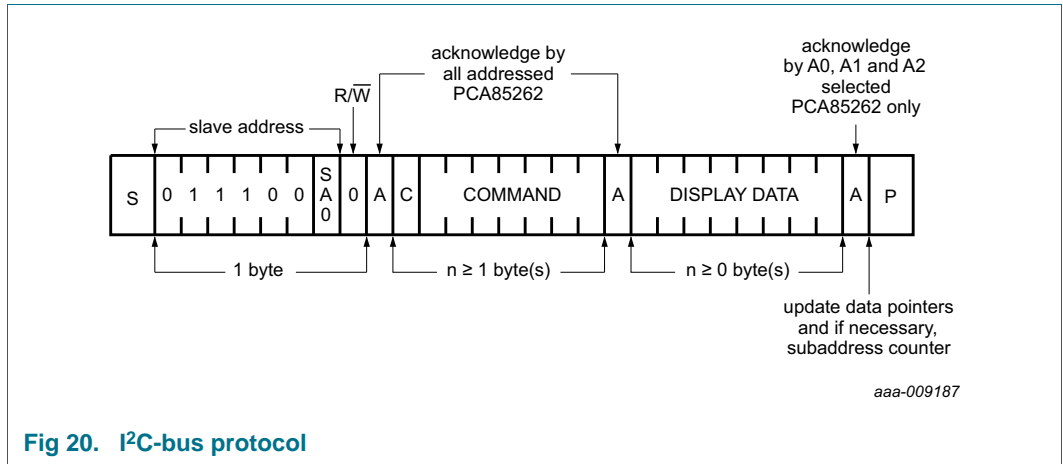 acknowledge by
all addressed
PCA85262
acknowledge
by A0, A1 and A2
selected
PCA85262 only
R/W̅
slave address
S 0 1 1 1 0 0 S A 0 0 A C COMMAND A DISPLAY DATA A P
1 byte
n ≥ 1 byte(s)
n ≥ 0 byte(s)
update data pointers
and if necessary,
subaddress counter
aaa-009187
Fig 20. I²C-bus protocol